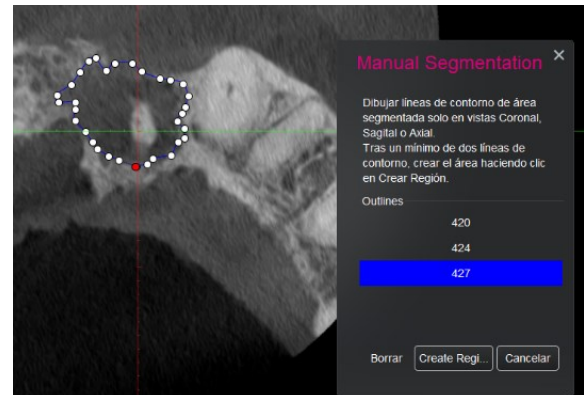 Manual Segmentation
Dibujar líneas de contorno de área
segmentada solo en vistas Coronal,
Sagital o Axial.
Tras un mínimo de dos líneas de
contorno, crear el área haciendo clic
en Crear Región.
Outlines
420
424
427
Borrar
Create Regi...
Cancelar